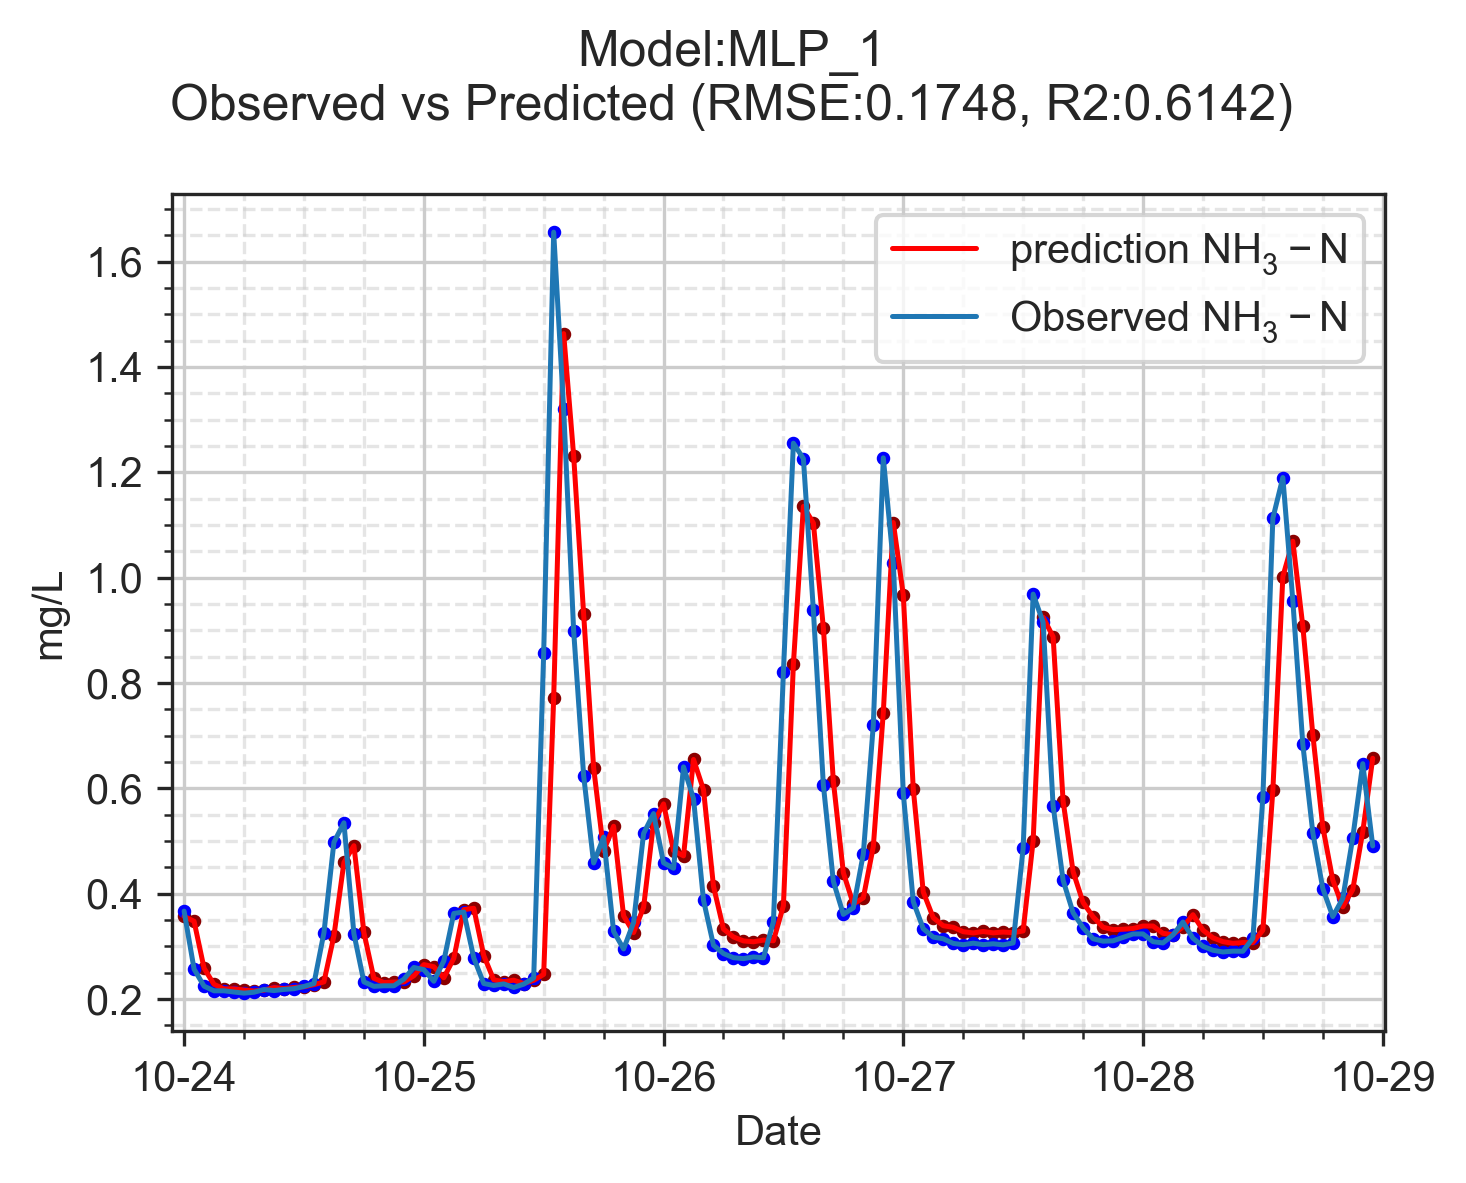 Model:MLP_1
Observed vs Predicted (RMSE:0.1748, R2:0.6142)
prediction NH₃ − N
Observed NH₃ − N
mg/L
1.6
1.4
1.2
1.0
0.8
0.6
0.4
0.2
10-24 10-25 10-26 10-27 10-28 10-29
Date